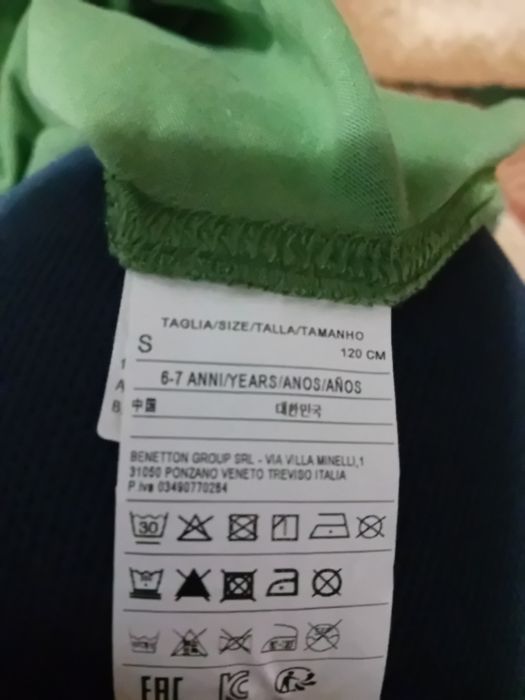 TAGLIA/SIZE/TALLA/TAMANHO
S 120 CM
6-7 ANNI/YEARS/ANOS/AÑOS
中国 대한민국
BENETTON GROUP SRL - VIA VILLA MINELLI,1
31050 PONZANO VENETO TREVISO ITALIA
P.Iva 03490770264
30
EAC